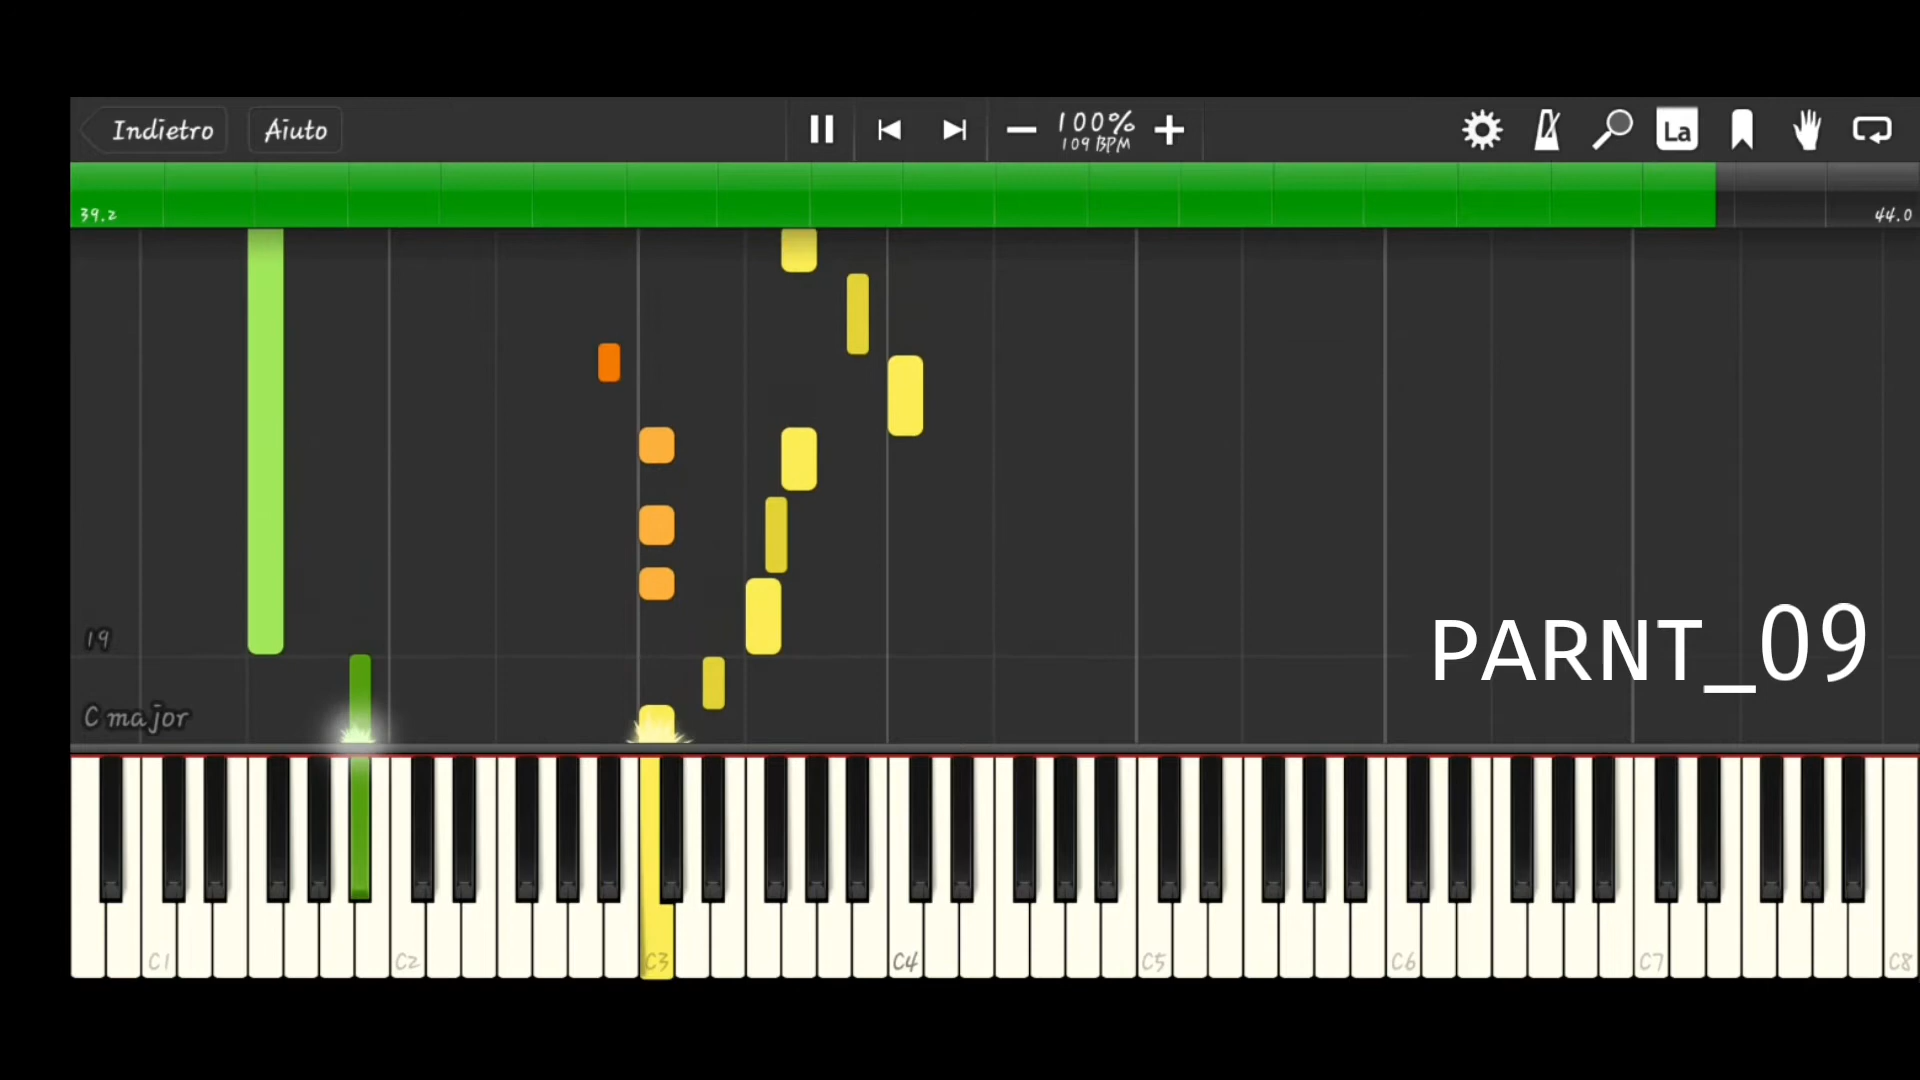 Indietro Aiuto 100% La
109 BPM
39.2 44.0
19
PARNT_09
C major
C1 C2 C3 C4 C5 C6 C7 C8